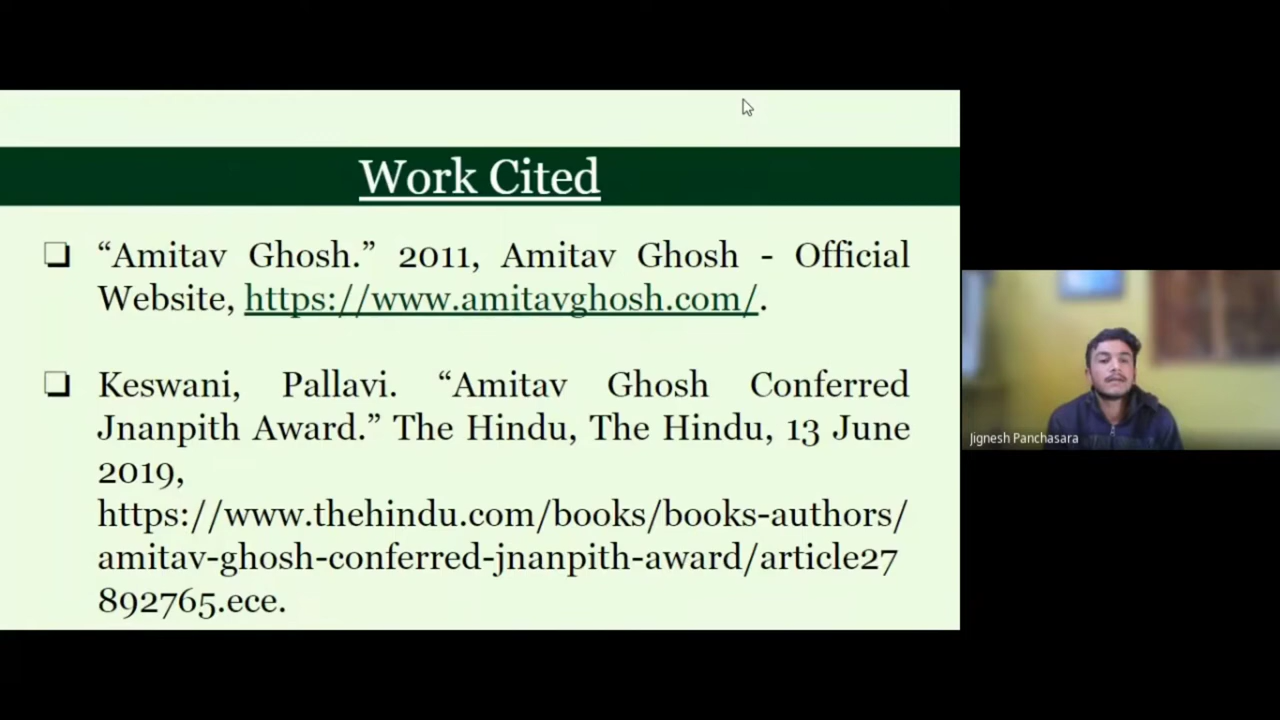 Work Cited
“Amitav Ghosh.” 2011, Amitav Ghosh - Official
Website, https://www.amitavghosh.com/.
Keswani, Pallavi. “Amitav Ghosh Conferred
Jnanpith Award.” The Hindu, The Hindu, 13 June
2019,
https://www.thehindu.com/books/books-authors/
amitav-ghosh-conferred-jnanpith-award/article27
892765.ece.
Jignesh Panchasara